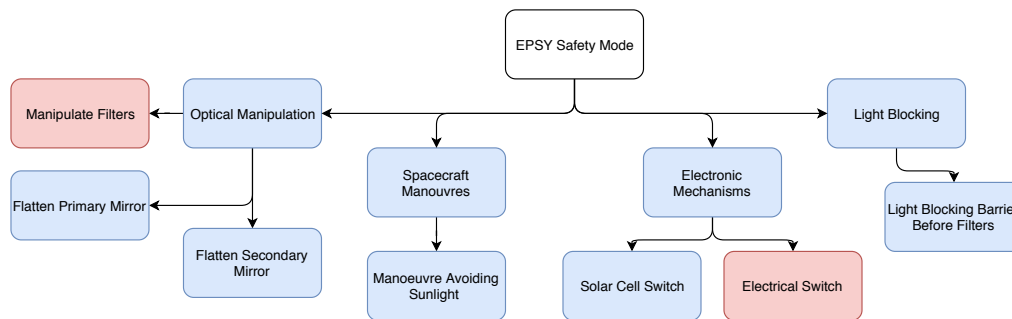 EPSY Safety Mode
Manipulate Filters
Optical Manipulation
Light Blocking
Spacecraft
Manouvres
Electronic
Mechanisms
Flatten Primary Mirror
Light Blocking Barrier
Before Filters
Flatten Secondary
Mirror
Manoeuvre Avoiding
Sunlight
Solar Cell Switch
Electrical Switch